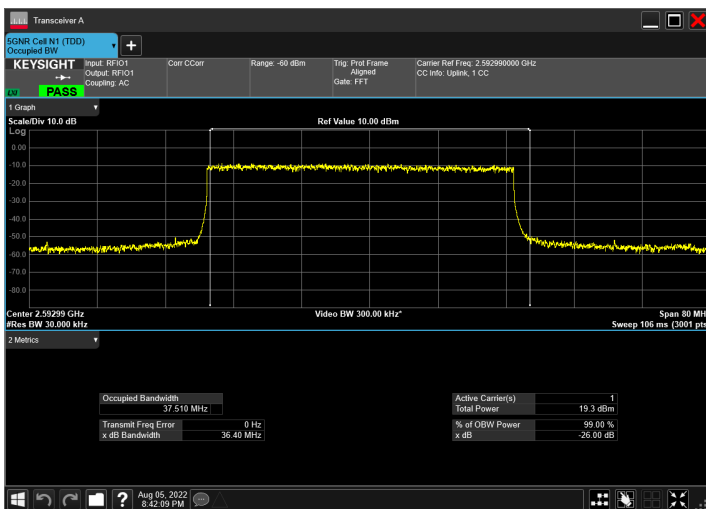 Transceiver A
5GNR Cell N1 (TDD)
Occupied BW
KEYSIGHT
Input: RFIO1
Output: RFIO1
Coupling: AC
Corr CCorr
Range: -60 dBm
Trig: Prot Frame
Aligned
Gate: FFT
Carrier Ref Freq: 2.592990000 GHz
CC Info: Uplink, 1 CC
LXI
PASS
1 Graph
Scale/Div 10.0 dB
Ref Value 10.00 dBm
Log
0.00
-10.0
-20.0
-30.0
-40.0
-50.0
-60.0
-70.0
-80.0
Center 2.59299 GHz
Video BW 300.00 kHz*
Span 80 MH
#Res BW 30.000 kHz
Sweep 106 ms (3001 pts
2 Metrics
Occupied Bandwidth
37.510 MHz
Transmit Freq Error 0 Hz
x dB Bandwidth 36.40 MHz
Active Carrier(s) 1
Total Power 19.3 dBm
% of OBW Power 99.00 %
x dB -26.00 dB
Aug 05, 2022
8:42:09 PM